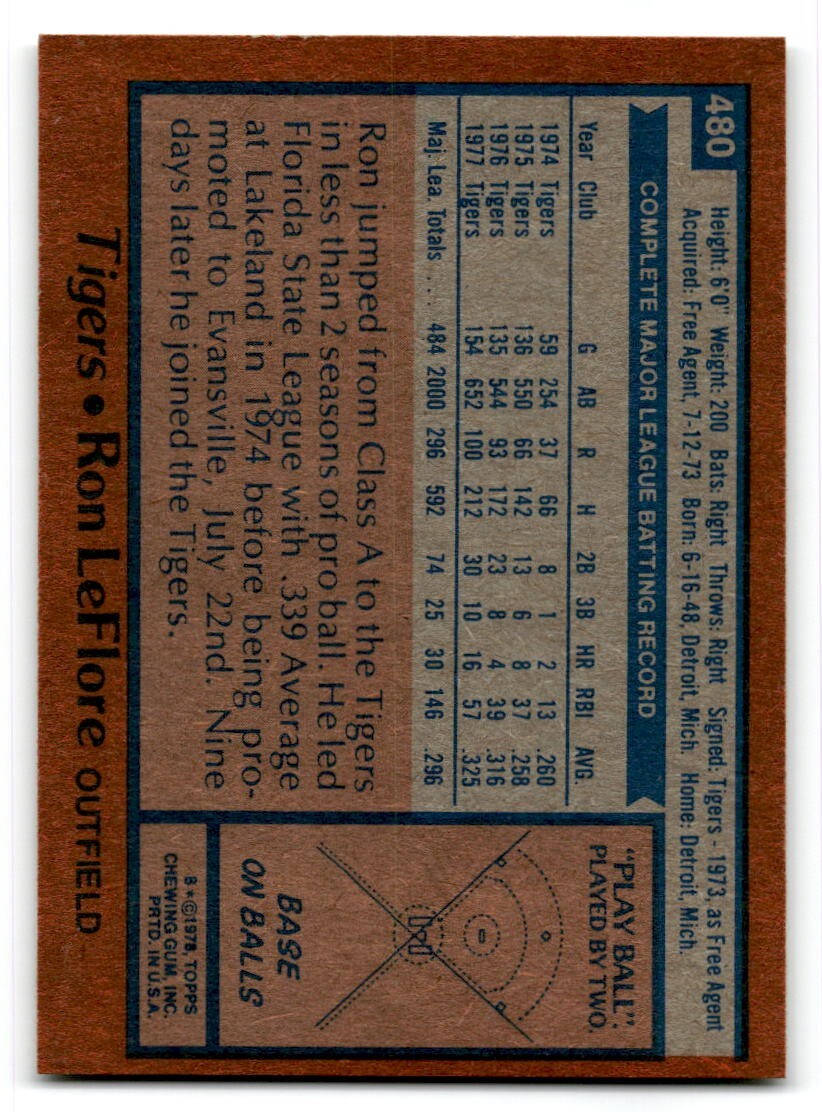 480
Height: 6'0" Weight: 200 Bats: Right Throws: Right Signed: Tigers - 1973, as Free Agent
Acquired: Free Agent, 7-12-73 Born: 6-16-48, Detroit, Mich. Home: Detroit, Mich.
COMPLETE MAJOR LEAGUE BATTING RECORD
Year Club G AB R H 2B 3B HR RBI AVG.
1974 Tigers 59 254 37 66 8 1 2 13 .260
1975 Tigers 136 550 66 142 13 6 8 37 .258
1976 Tigers 135 544 93 172 23 8 4 39 .316
1977 Tigers 154 652 100 212 30 10 16 57 .325
Maj. Lea. Totals .... 484 2000 296 592 74 25 30 146 .296
Ron jumped from Class A to the Tigers
in less than 2 seasons of pro ball. He led
Florida State League with .339 Average
at Lakeland in 1974 before being pro-
moted to Evansville, July 22nd. Nine
days later he joined the Tigers.
"PLAY BALL".
PLAYED BY TWO.
BASE
ON BALLS
B*©1978 TOPPS
CHEWING GUM, INC.
PRTD. IN U.S.A.
Tigers • Ron LeFlore OUTFIELD